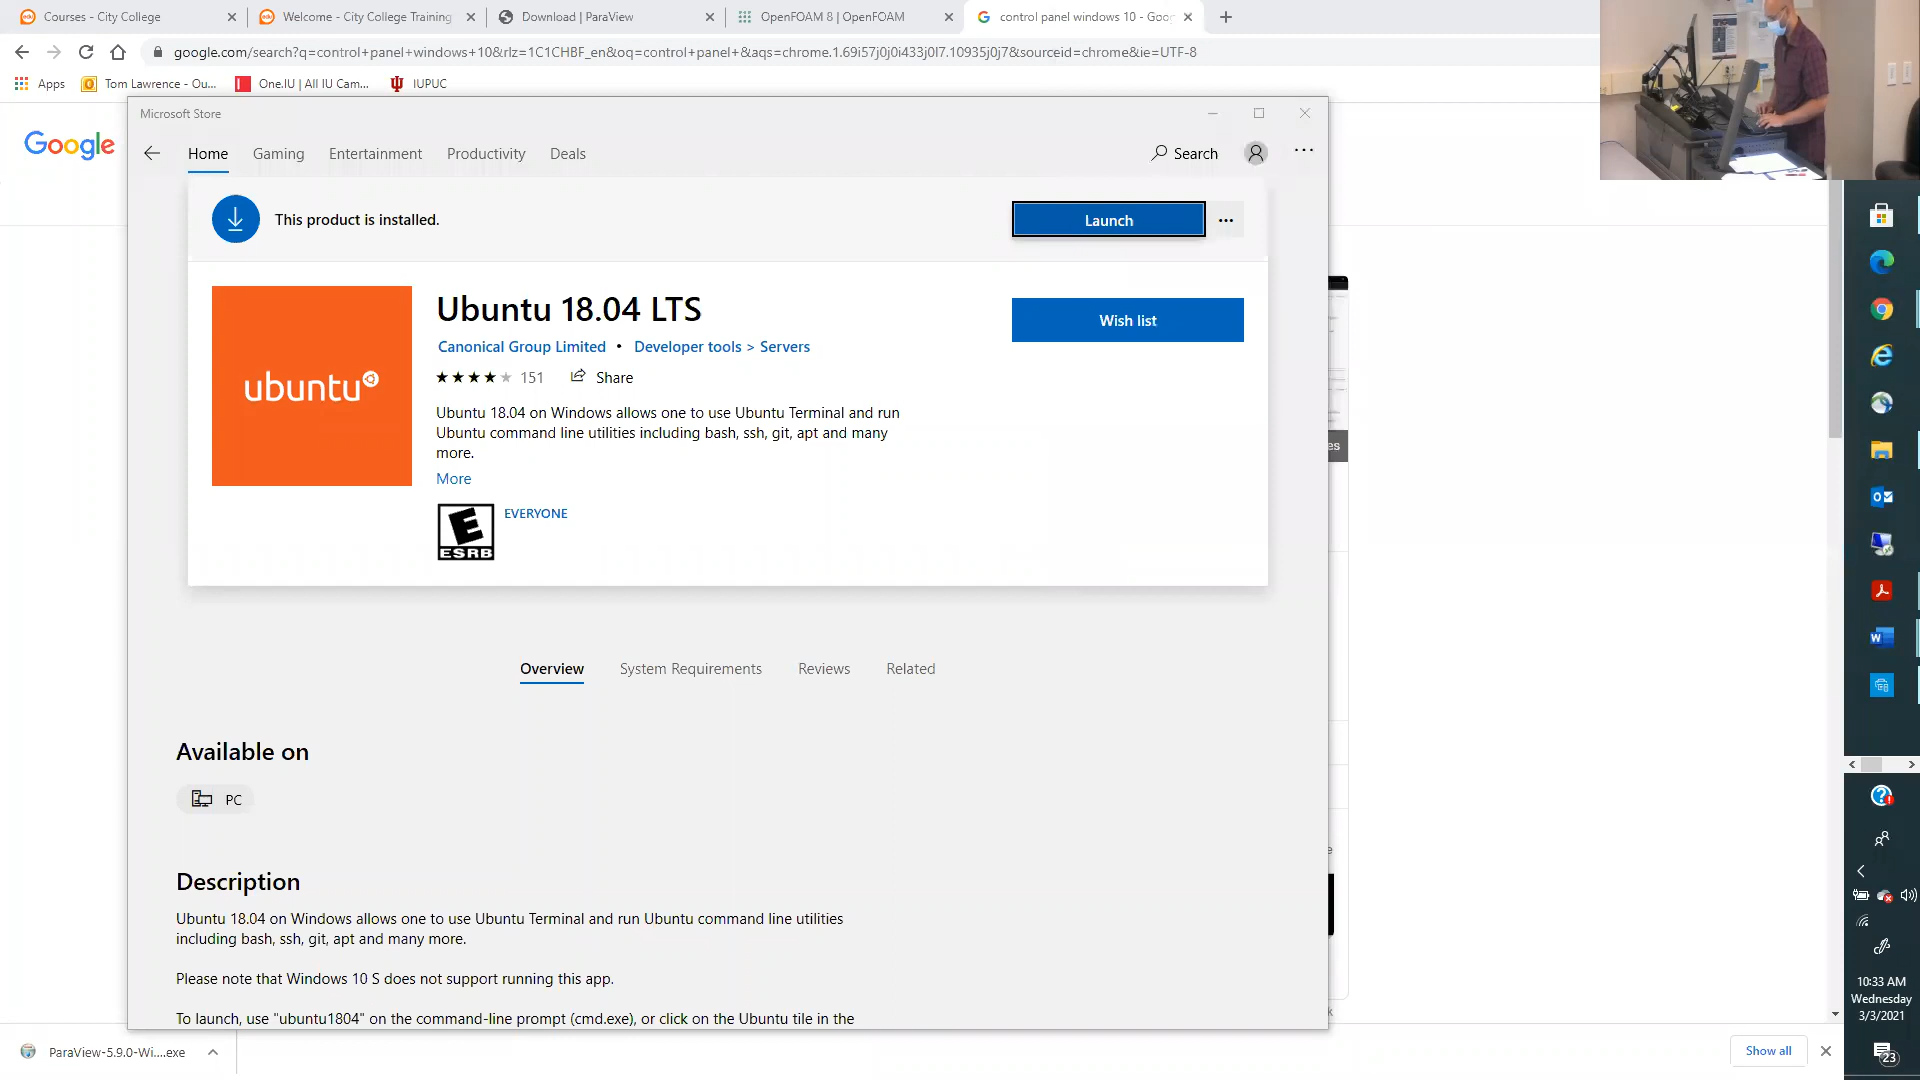 Courses - City College
Welcome - City College Training
Download | ParaView
OpenFOAM 8 | OpenFOAM
control panel windows 10 - Goo
google.com/search?q=control+panel+windows+10&rlz=1C1CHBF_en&oq=control+panel+&aqs=chrome.1.69i57j0j0i433j0l7.10935j0j7&sourceid=chrome&ie=UTF-8
Apps
Tom Lawrence - Ou...
One.IU | All IU Cam...
IUPUC
Google
Microsoft Store
Home
Gaming
Entertainment
Productivity
Deals
Search
This product is installed.
Launch
ubuntu
Ubuntu 18.04 LTS
Canonical Group Limited • Developer tools > Servers
151
Share
Wish list
Ubuntu 18.04 on Windows allows one to use Ubuntu Terminal and run
Ubuntu command line utilities including bash, ssh, git, apt and many
more.
More
E
ESRB
EVERYONE
es
Overview
System Requirements
Reviews
Related
Available on
PC
Description
Ubuntu 18.04 on Windows allows one to use Ubuntu Terminal and run Ubuntu command line utilities
including bash, ssh, git, apt and many more.
Please note that Windows 10 S does not support running this app.
To launch, use "ubuntu1804" on the command-line prompt (cmd.exe), or click on the Ubuntu tile in the
e
k
10:33 AM
Wednesday
3/3/2021
23
ParaView-5.9.0-Wi....exe
Show all